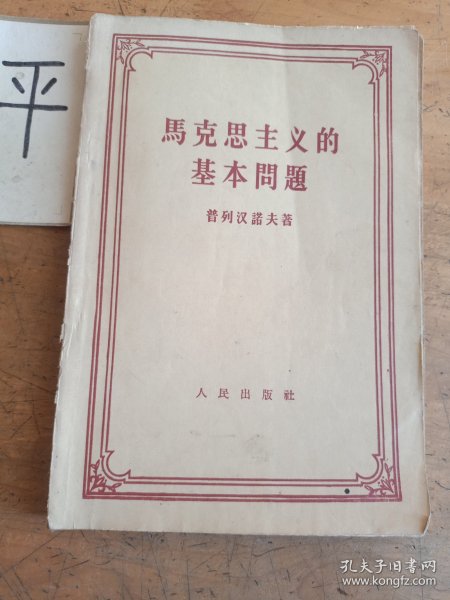 平
馬克思主义的
基本問題
普列汉諾夫著
人民出版社
孔夫子旧书网
www.kongfz.com